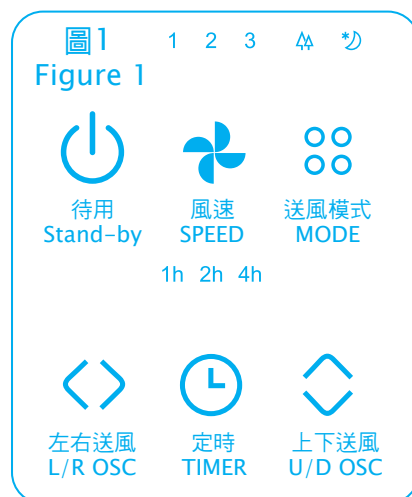 圖1 1 2 3
Figure 1
待用 風速 送風模式
Stand-by SPEED MODE
1h 2h 4h
左右送風 定時 上下送風
L/R OSC TIMER U/D OSC